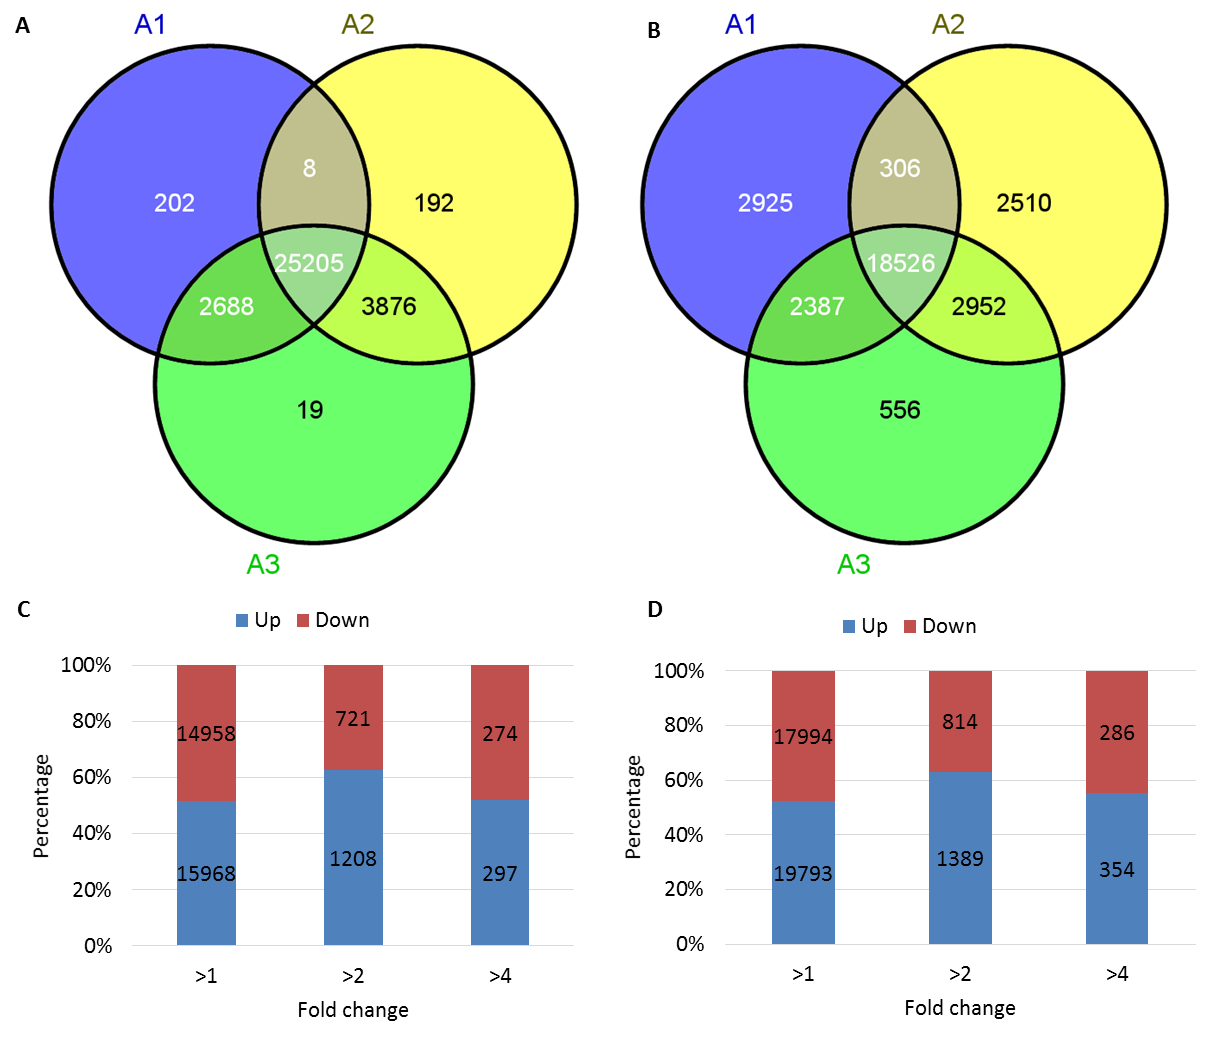 A
A1
A2
8
202
192
25205
2688
3876
19
A3
B
A1
A2
306
2925
2510
18526
2387
2952
556
A3
C
Up
Down
100%
80%
60%
40%
20%
0%
Percentage
14958
721
274
15968
1208
297
>1
>2
>4
Fold change
D
Up
Down
100%
80%
60%
40%
20%
0%
Percentage
17994
814
286
19793
1389
354
>1
>2
>4
Fold change